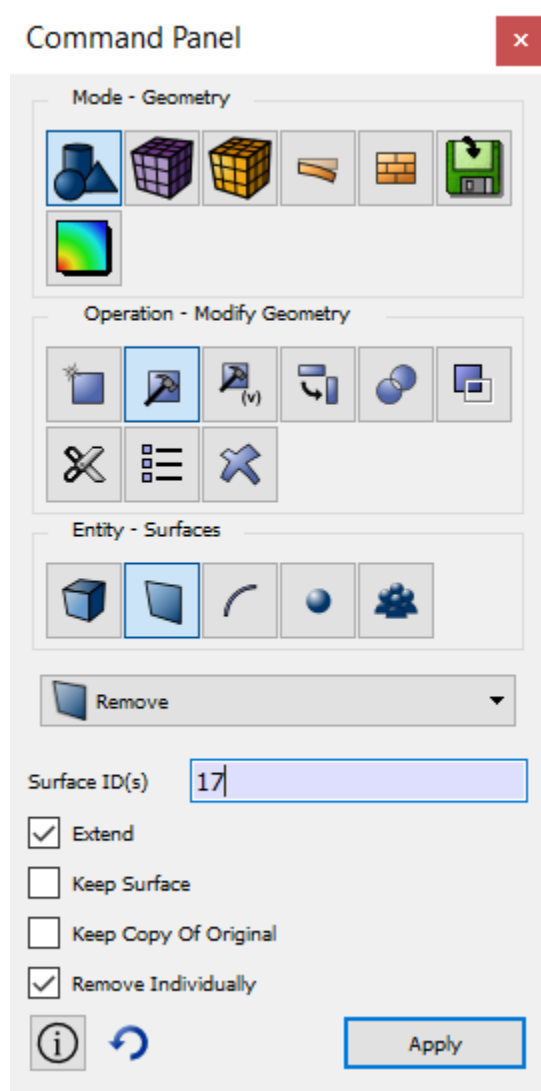 Command Panel
Mode - Geometry
Operation - Modify Geometry
(v)
Entity - Surfaces
Remove
Surface ID(s) 17
Extend
Keep Surface
Keep Copy Of Original
Remove Individually
Apply